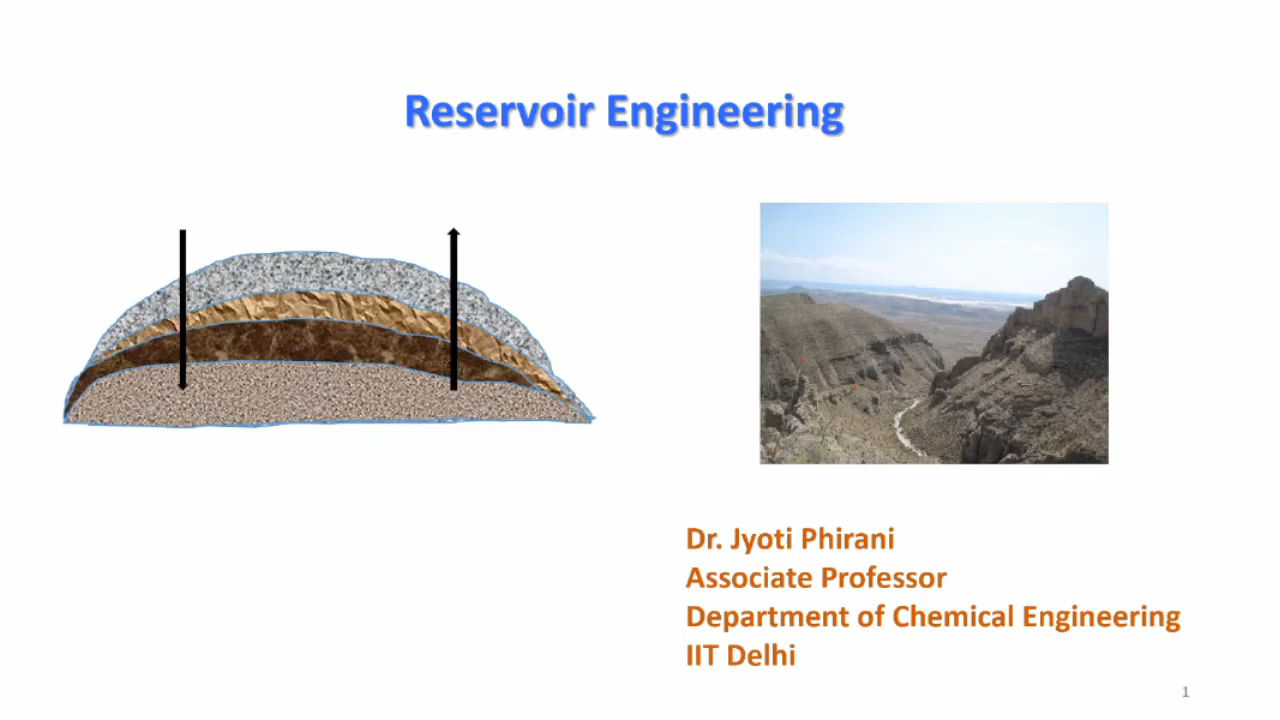 Reservoir Engineering
Dr. Jyoti Phirani
Associate Professor
Department of Chemical Engineering
IIT Delhi
1